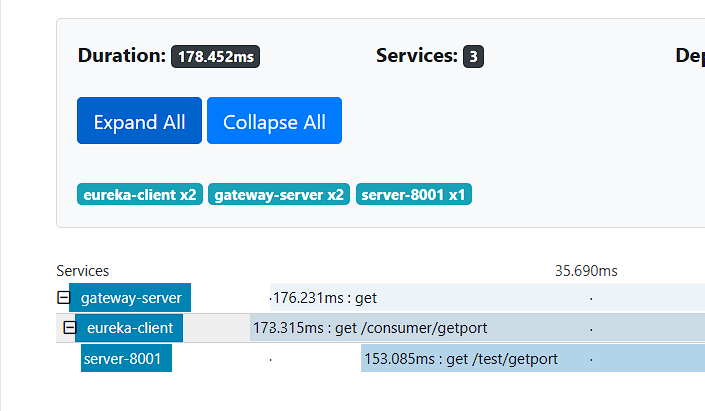 Duration: 178.452ms Services: 3 Dep
Expand All Collapse All
eureka-client x2 gateway-server x2 server-8001 x1
Services 35.690ms
gateway-server 176.231ms : get
eureka-client 173.315ms : get /consumer/getport
server-8001 153.085ms : get /test/getport